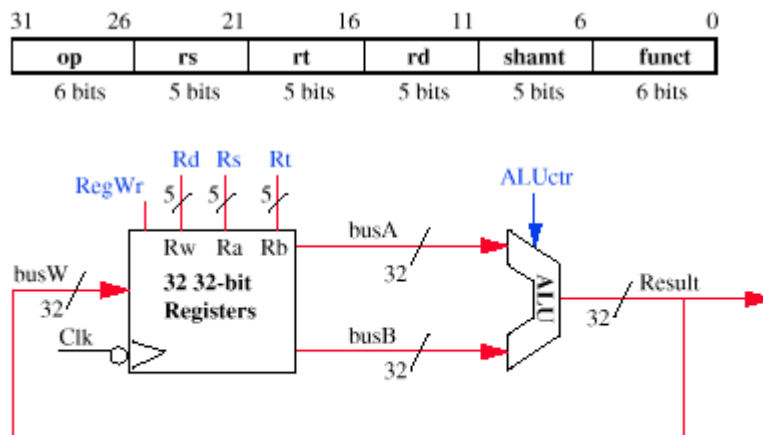 31 26 21 16 11 6 0
op rs rt rd shamt funct
6 bits 5 bits 5 bits 5 bits 5 bits 6 bits
Rd Rs Rt
RegWr ALUctr
5 5 5
busA
Rw Ra Rb
busW 32 32-bit 32 Result
32 Registers ALU 32
Clk busB
32